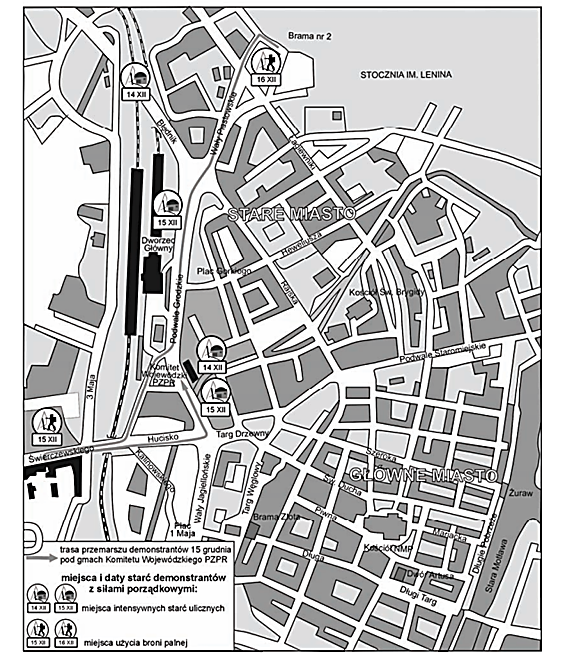 Brama nr 2
16 XII
STOCZNIA IM. LENINA
14 XII
Błędnik
Wały Piastowskie
Łagiewniki
STARE MIASTO
15 XII
Dworzec
Główny
Heweliusza
Plac Gorkiego
Rajska
Kościół Św. Brygidy
Podwale Grodzkie
Podwale Staromiejskie
Komitet
Wojewódzki
PZPR
14 XII
15 XII
3 Maja
15 XII
Hucisko
Targ Drzewny
Świerczewskiego
Kalinowskiego
Szeroka
GŁÓWNE MIASTO
Św. Ducha
Żuraw
Wały Jagiellońskie
Targ Węglowy
Piwna
Brama Złota
Plac
1 Maja
Mariacka
Kościół NMP
Długie Pobrzeże
Stara Motława
Długa
Dwór Artusa
Długi Targ
trasa przemarszu demonstrantów 15 grudnia
pod gmach Komitetu Wojewódzkiego PZPR
miejsca i daty starć demonstrantów
z siłami porządkowymi:
14 XII 15 XII miejsca intensywnych starć ulicznych
15 XII 16 XII miejsca użycia broni palnej